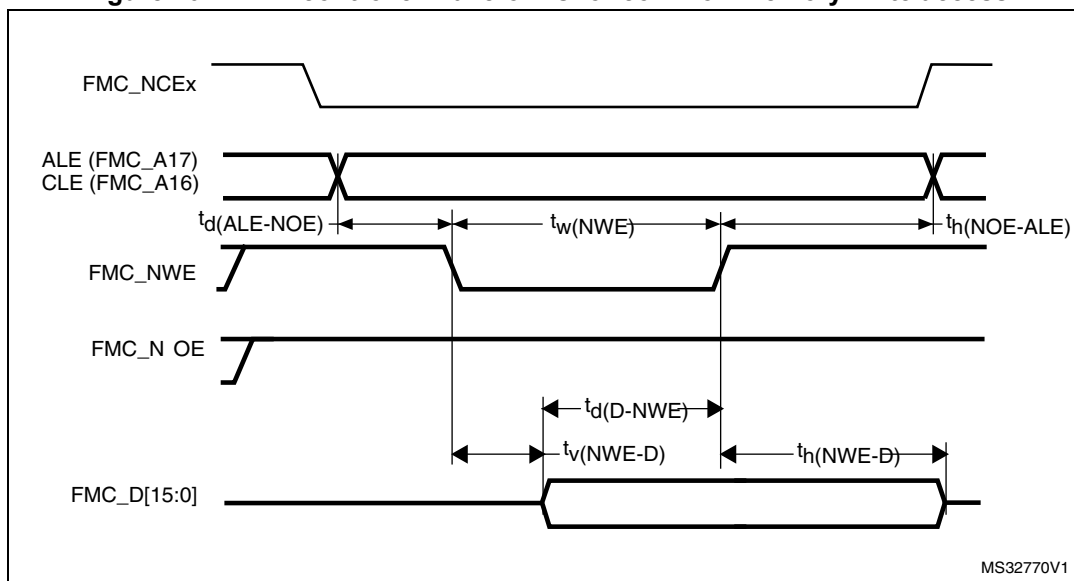 FMC_NCEx
ALE (FMC_A17)
CLE (FMC_A16)
td(ALE-NOE)
tw(NWE)
th(NOE-ALE)
FMC_NWE
FMC_N OE
td(D-NWE)
tv(NWE-D)
th(NWE-D)
FMC_D[15:0]
MS32770V1